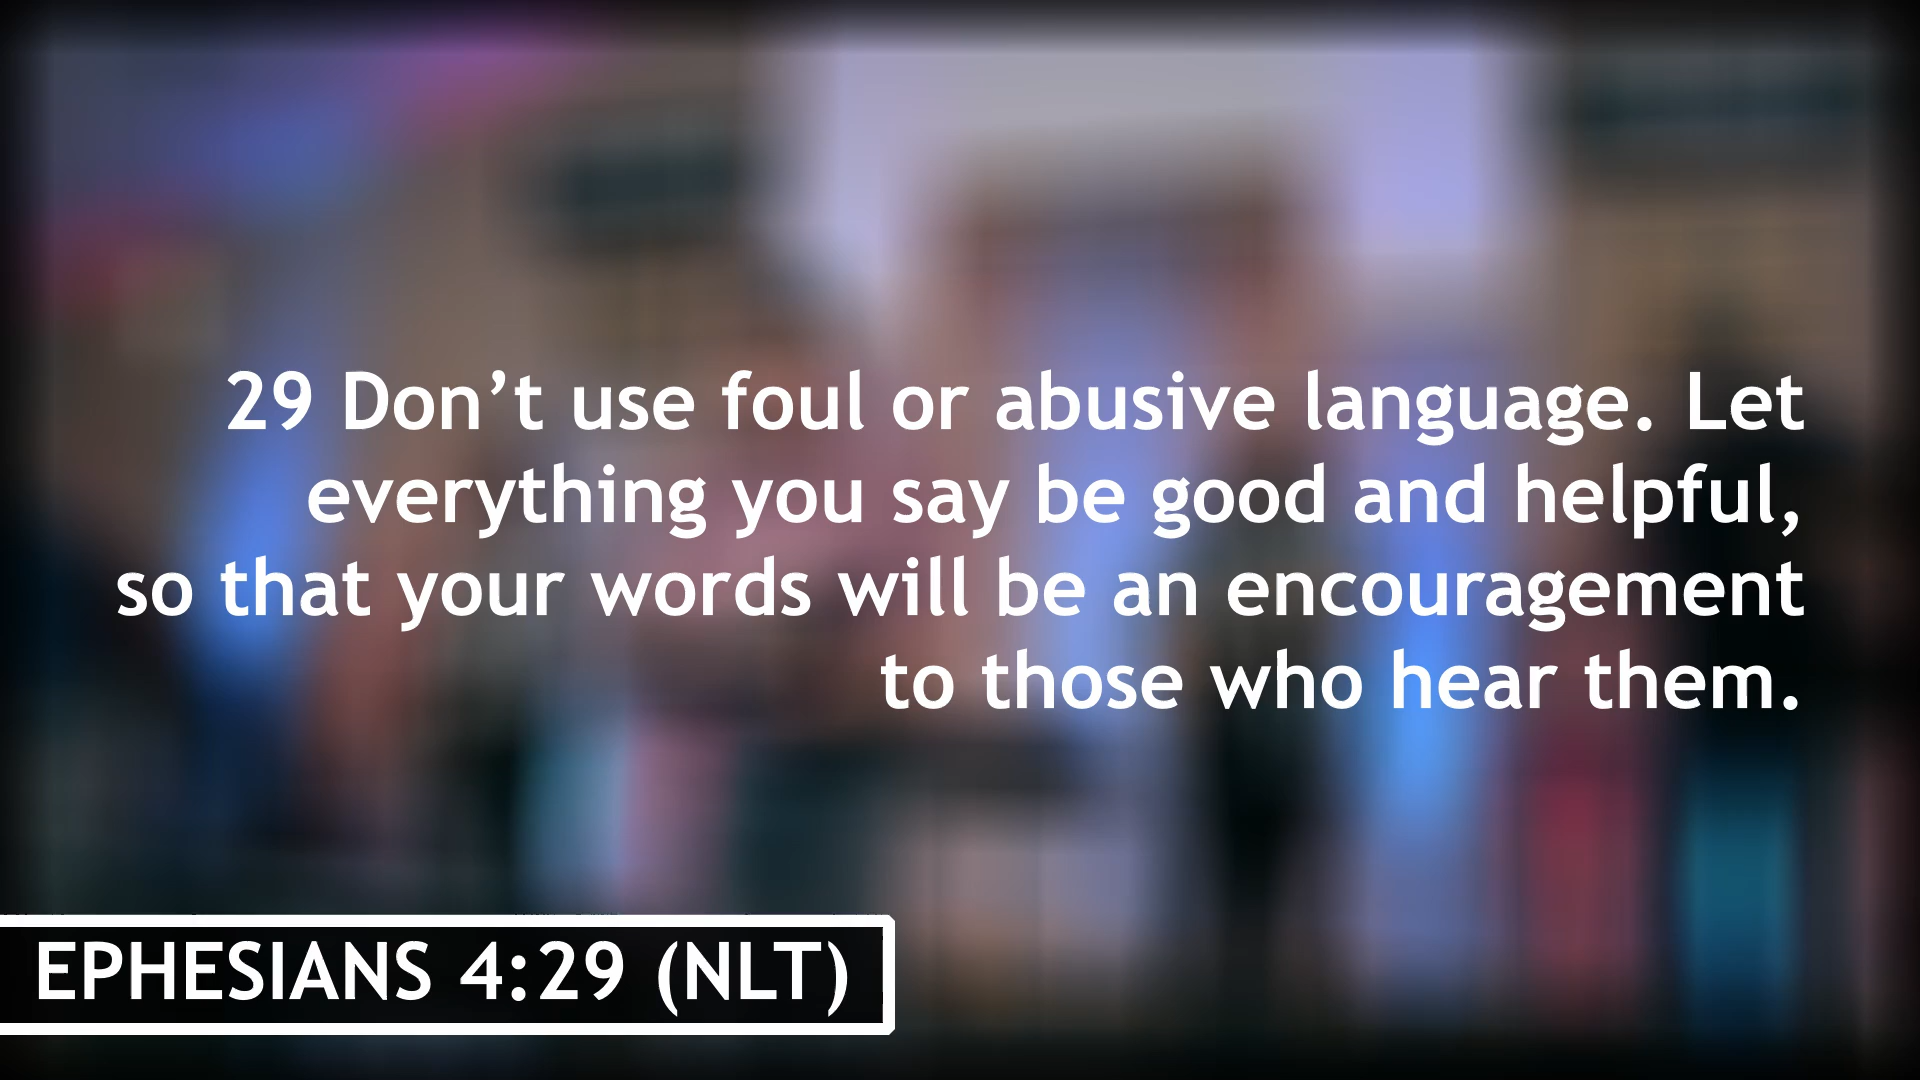 29 Don’t use foul or abusive language. Let
everything you say be good and helpful,
so that your words will be an encouragement
to those who hear them.
EPHESIANS 4:29 (NLT)